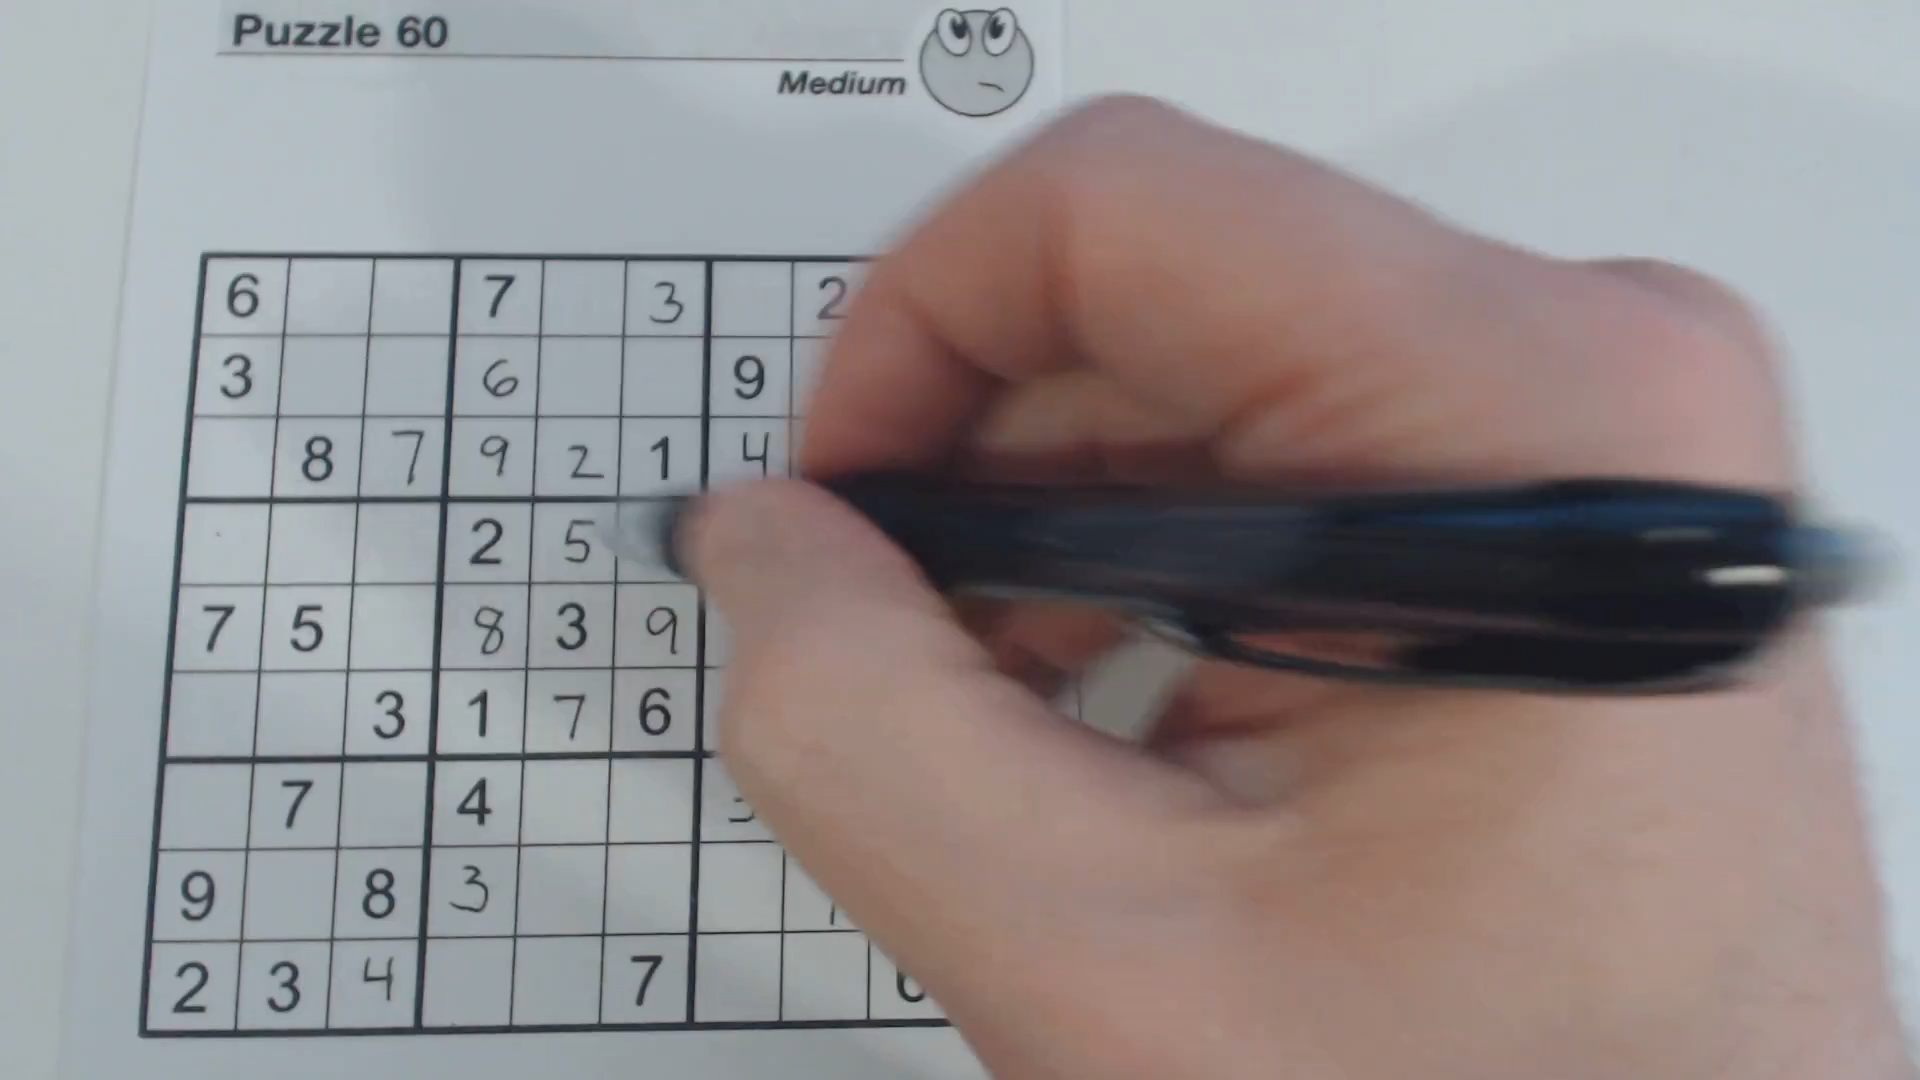 Puzzle 60
Medium
6 7 3 2
3 6 9
8 7 9 2 1 4
2 5
7 5 8 3 9
3 1 7 6
7 4
9 8 3
2 3 4 7